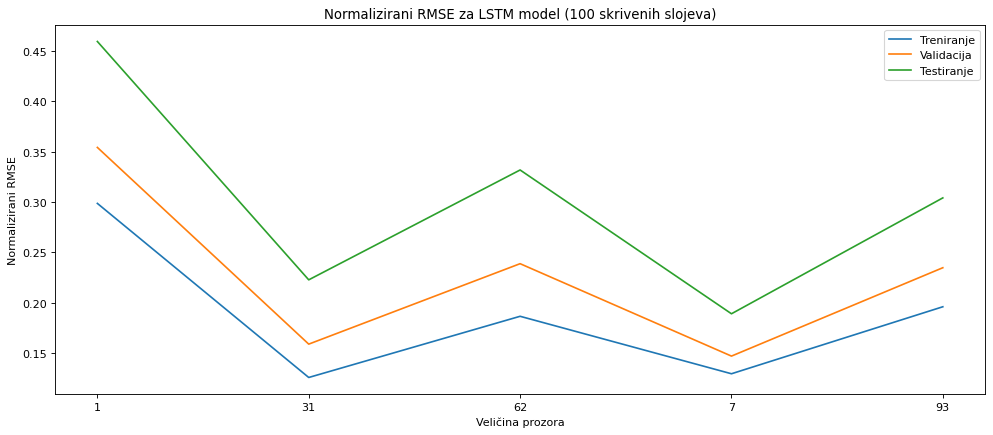 Normalizirani RMSE za LSTM model (100 skrivenih slojeva)
Treniranje
Validacija
Testiranje
Normalizirani RMSE
0.45
0.40
0.35
0.30
0.25
0.20
0.15
1 31 62 7 93
Veličina prozora